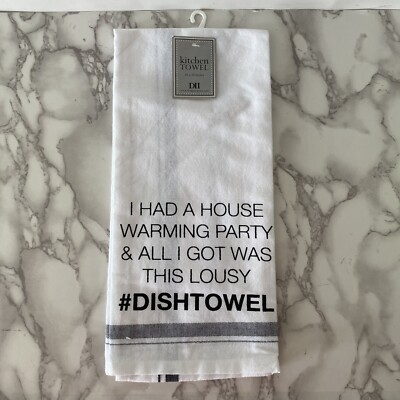 kitchen
TOWEL
DII
I HAD A HOUSE
WARMING PARTY
& ALL I GOT WAS
THIS LOUSY
#DISHTOWEL